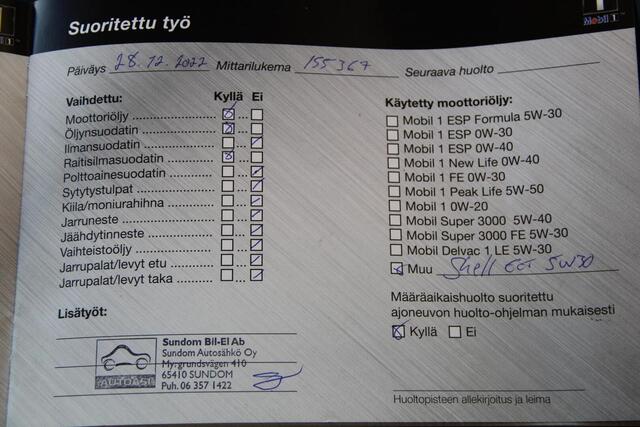 Mobil 1
Suoritettu työ
Päiväys 28.12.2022 Mittarilukema 155367 Seuraava huolto
Vaihdettu: Kyllä Ei
Moottoriöljy
Öljynsuodatin
Ilmansuodatin
Raitisilmasuodatin
Polttoainesuodatin
Sytytystulpat
Kiila/moniurahihna
Jarruneste
Jäähdytinneste
Vaihteistoöljy
Jarrupalat/levyt etu
Jarrupalat/levyt taka
Lisätyöt:
AUTOASI
Sundom Bil-El Ab
Sundom Autosähkö Oy
My.grundsvägen 410
65410 SUNDOM
Puh. 06 357 1422
Käytetty moottoriöljy:
Mobil 1 ESP Formula 5W-30
Mobil 1 ESP 0W-30
Mobil 1 ESP 0W-40
Mobil 1 New Life 0W-40
Mobil 1 FE 0W-30
Mobil 1 Peak Life 5W-50
Mobil 1 0W-20
Mobil Super 3000 5W-40
Mobil Super 3000 FE 5W-30
Mobil Delvac 1 LE 5W-30
Muu Shell ECT 5W30
Määräaikaishuolto suoritettu
ajoneuvon huolto-ohjelman mukaisesti
Kyllä Ei
Huoltopisteen allekirjoitus ja leima